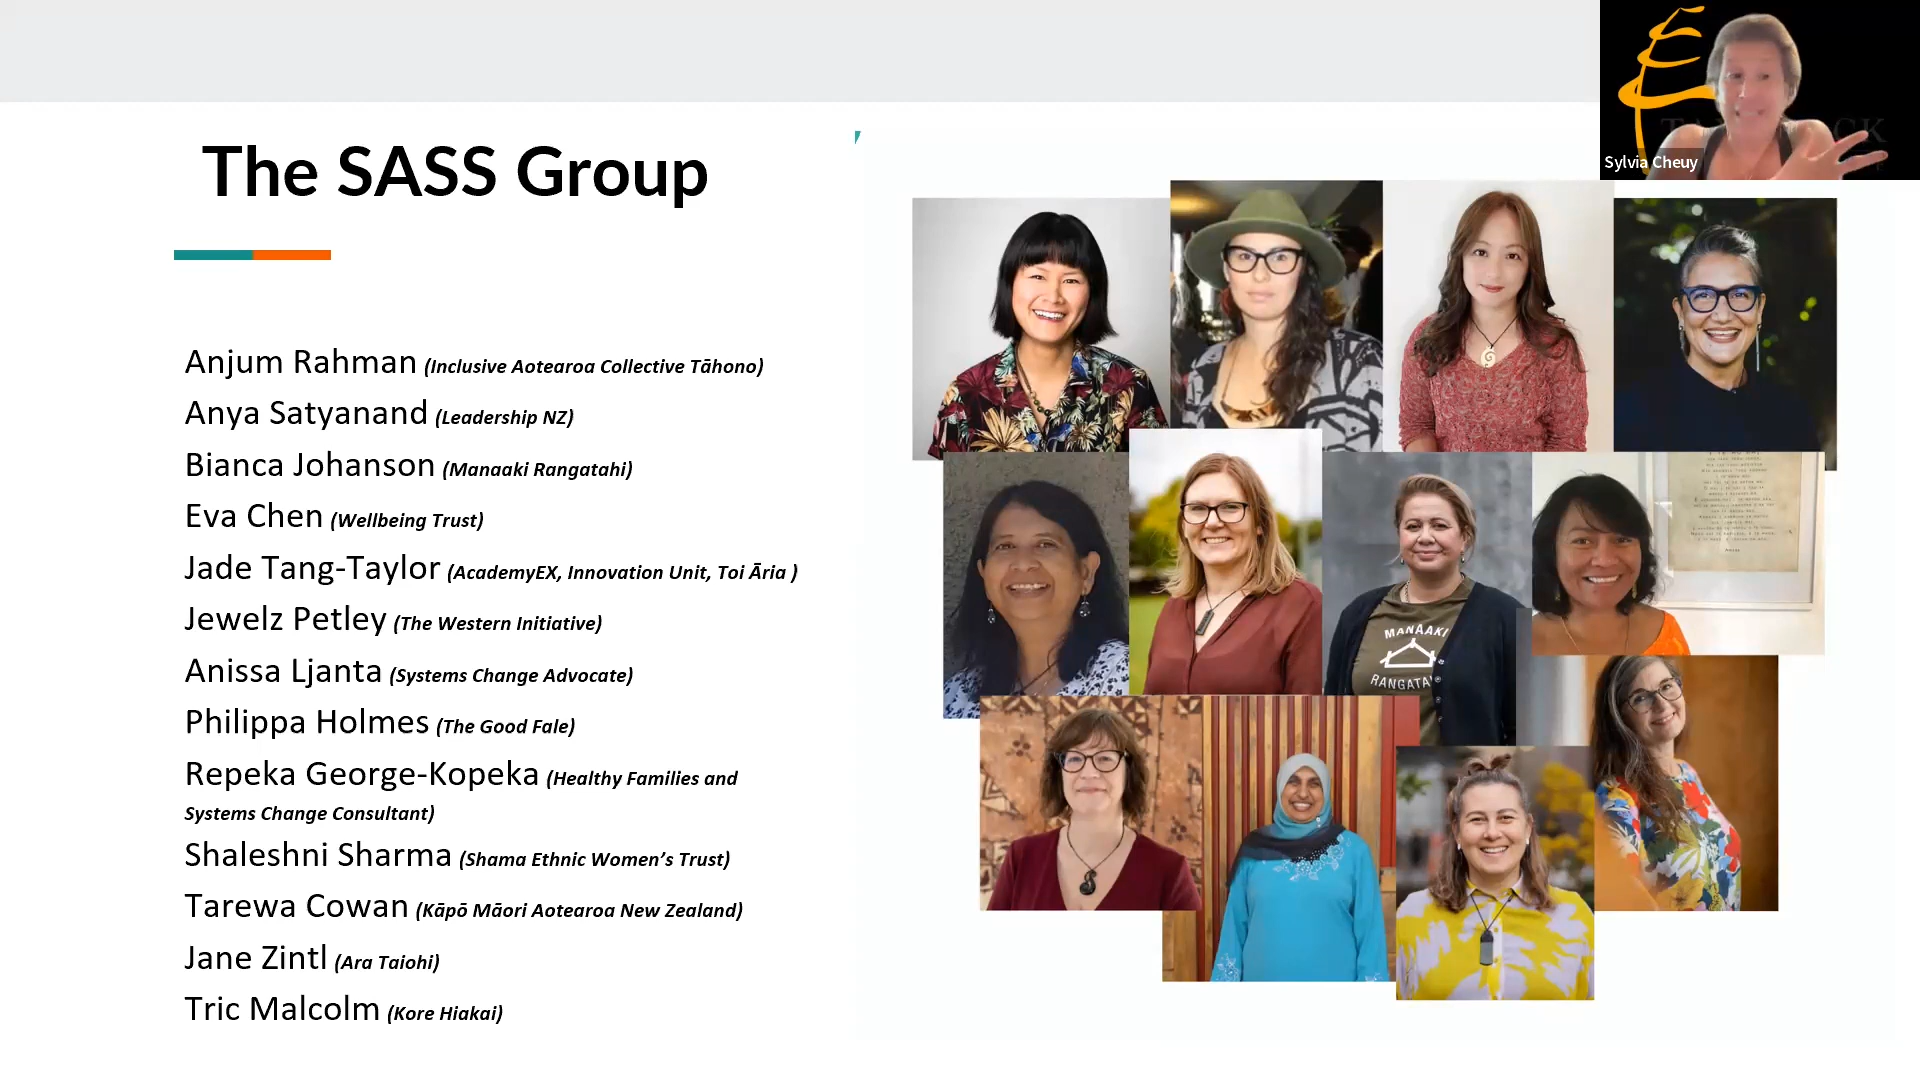 The SASS Group
Anjum Rahman (Inclusive Aotearoa Collective Tāhono)
Anya Satyanand (Leadership NZ)
Bianca Johanson (Manaaki Rangatahi)
Eva Chen (Wellbeing Trust)
Jade Tang-Taylor (AcademyEX, Innovation Unit, Toi Āria )
Jewelz Petley (The Western Initiative)
Anissa Ljanta (Systems Change Advocate)
Philippa Holmes (The Good Fale)
Repeka George-Kopeka (Healthy Families and
Systems Change Consultant)
Shaleshni Sharma (Shama Ethnic Women’s Trust)
Tarewa Cowan (Kāpō Māori Aotearoa New Zealand)
Jane Zintl (Ara Taiohi)
Tric Malcolm (Kore Hiakai)
Sylvia Cheuy
MANAAKI